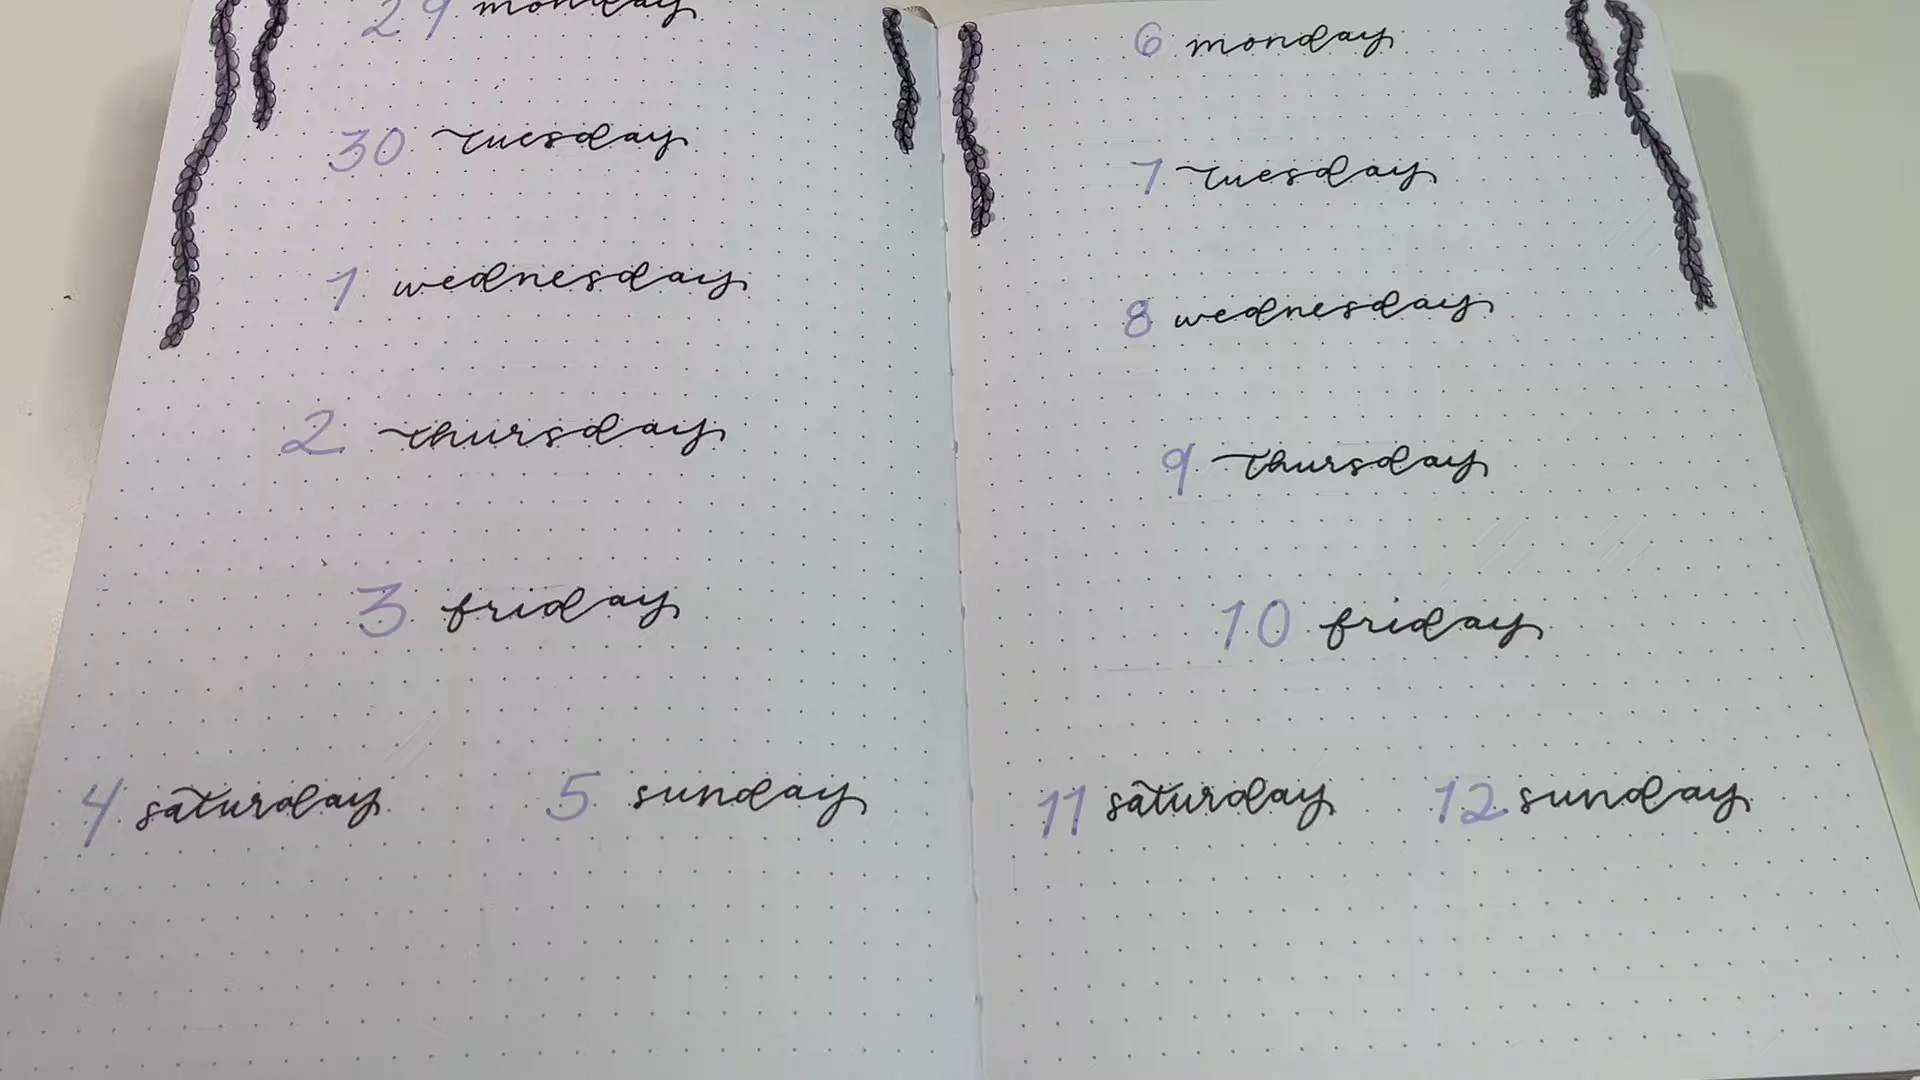 29 monday
30 tuesday
1 wednesday
2 thursday
3 friday
4 saturday 5 sunday
6 monday
7 tuesday
8 wednesday
9 thursday
10 friday
11 saturday 12 sunday